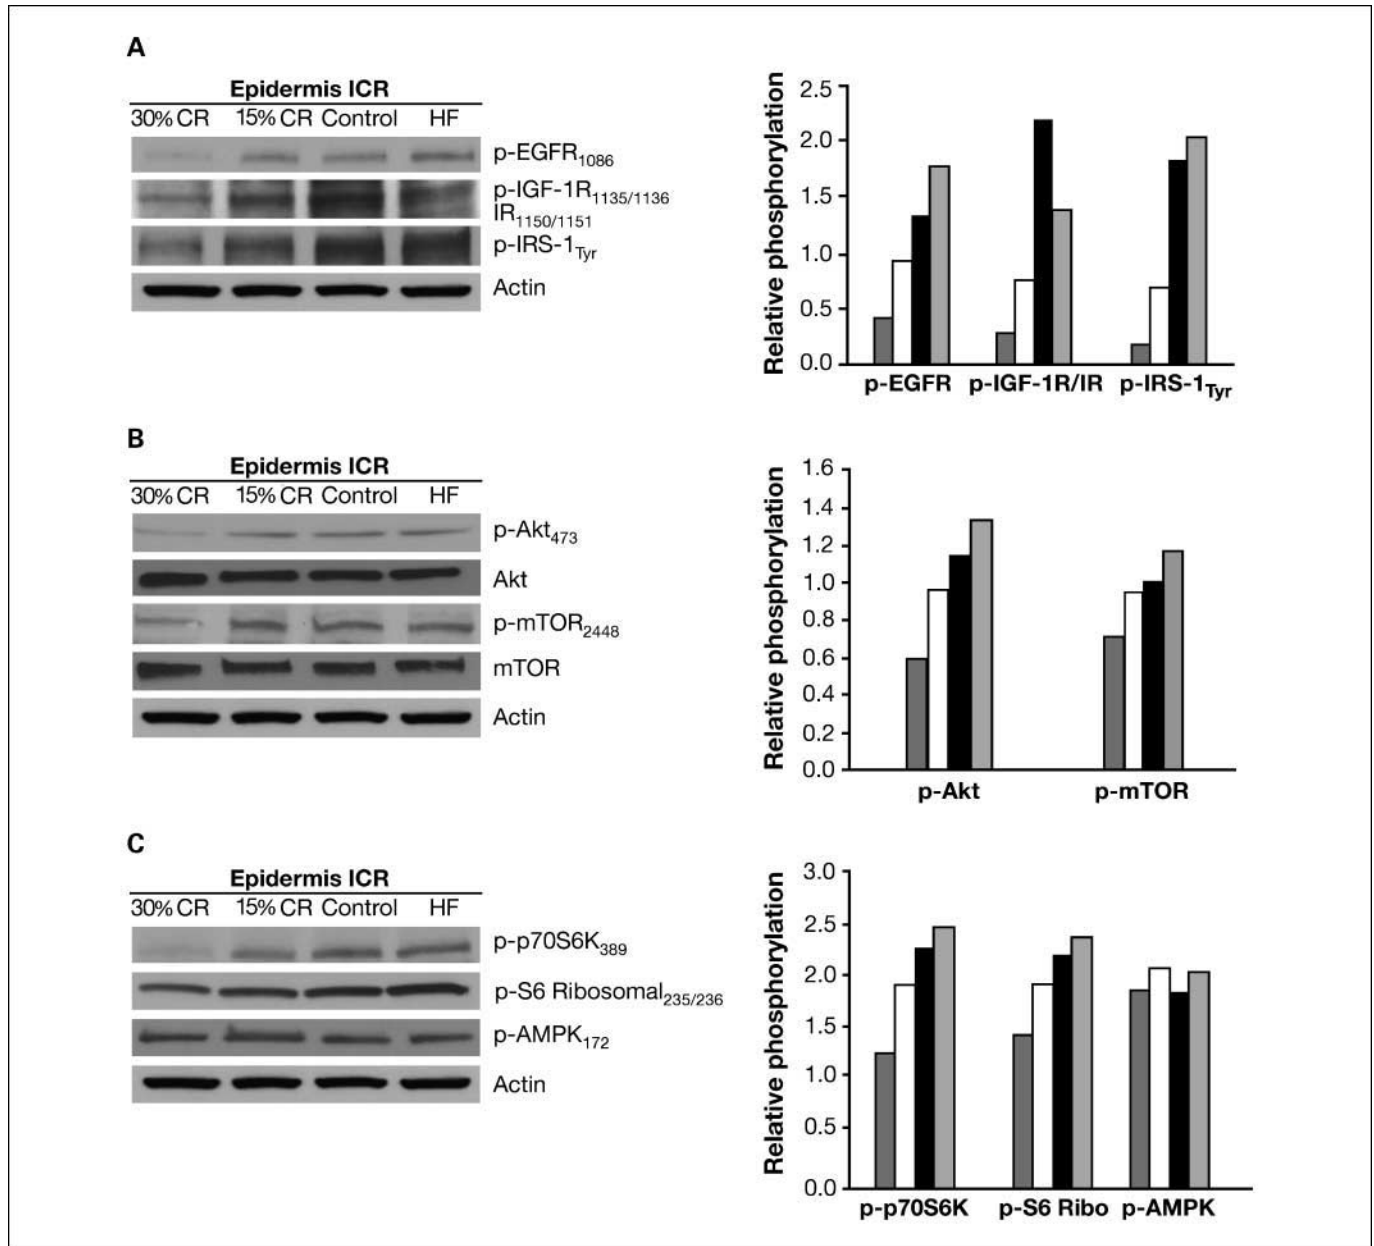 A
Epidermis ICR
30% CR 15% CR Control HF
p-EGFR1086
p-IGF-1R1135/1136
IR1150/1151
p-IRS-1Tyr
Actin
Relative phosphorylation
2.5
2.0
1.5
1.0
0.5
0.0
p-EGFR p-IGF-1R/IR p-IRS-1Tyr
B
Epidermis ICR
30% CR 15% CR Control HF
p-Akt473
Akt
p-mTOR2448
mTOR
Actin
Relative phosphorylation
1.6
1.4
1.2
1.0
0.8
0.6
0.4
0.2
0.0
p-Akt p-mTOR
C
Epidermis ICR
30% CR 15% CR Control HF
p-p70S6K389
p-S6 Ribosomal235/236
p-AMPK172
Actin
Relative phosphorylation
3.0
2.5
2.0
1.5
1.0
0.5
0.0
p-p70S6K p-S6 Ribo p-AMPK